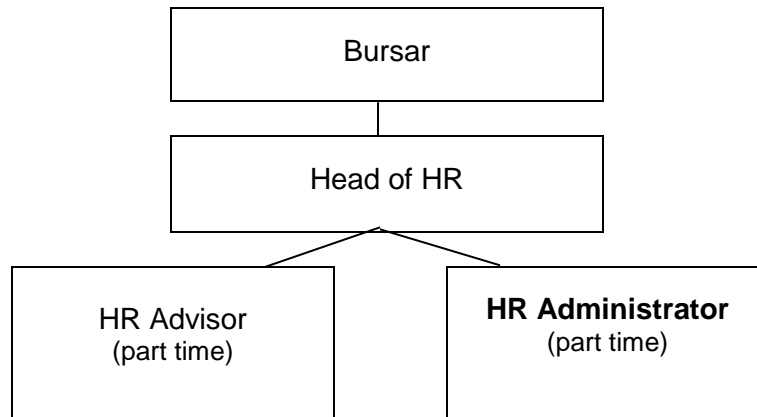 Bursar
Head of HR
HR Advisor
(part time)
HR Administrator
(part time)